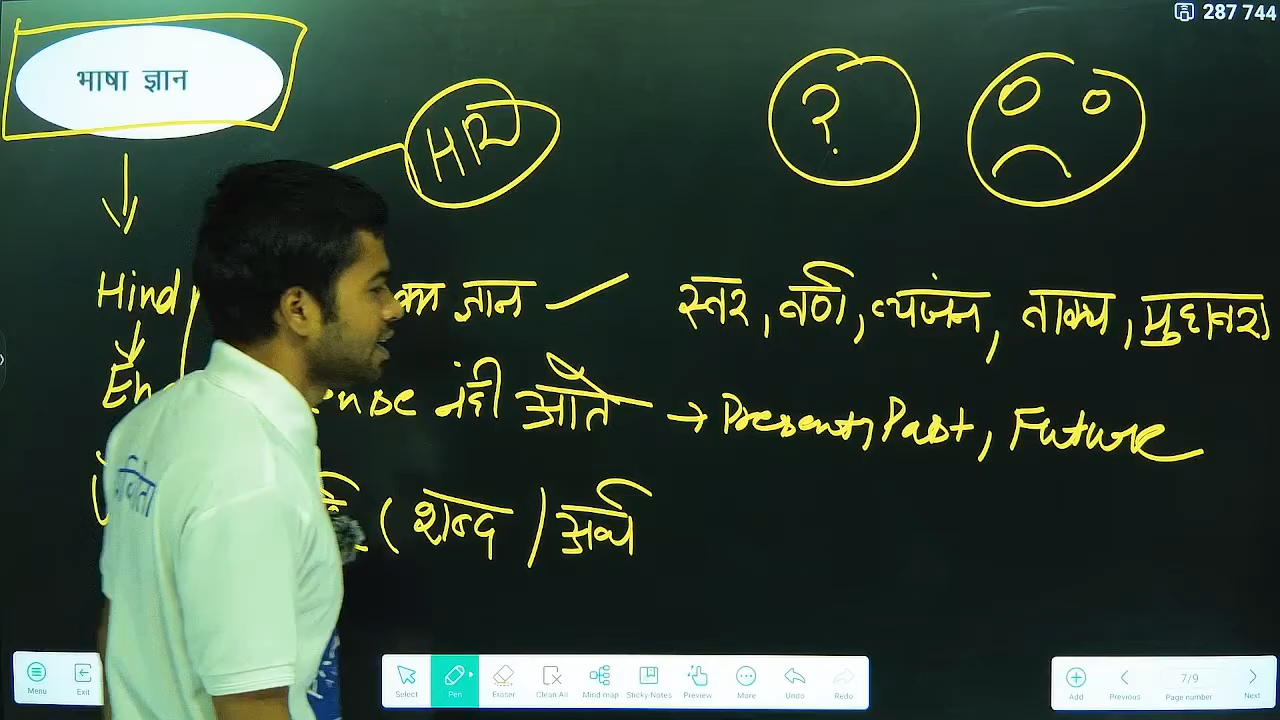 287 744
भाषा ज्ञान
?
Hind
का ज्ञान
स्वर, वर्ण, व्यंजन, वाक्य, मुहावरा
En
ense नहीं आते → Present, Past, Future
(शब्द / अर्थ
Menu Exit
Select Pen Eraser Clean All Mind map Sticky-Notes Preview More Undo Redo
Add Previous 7/9 Page number Next